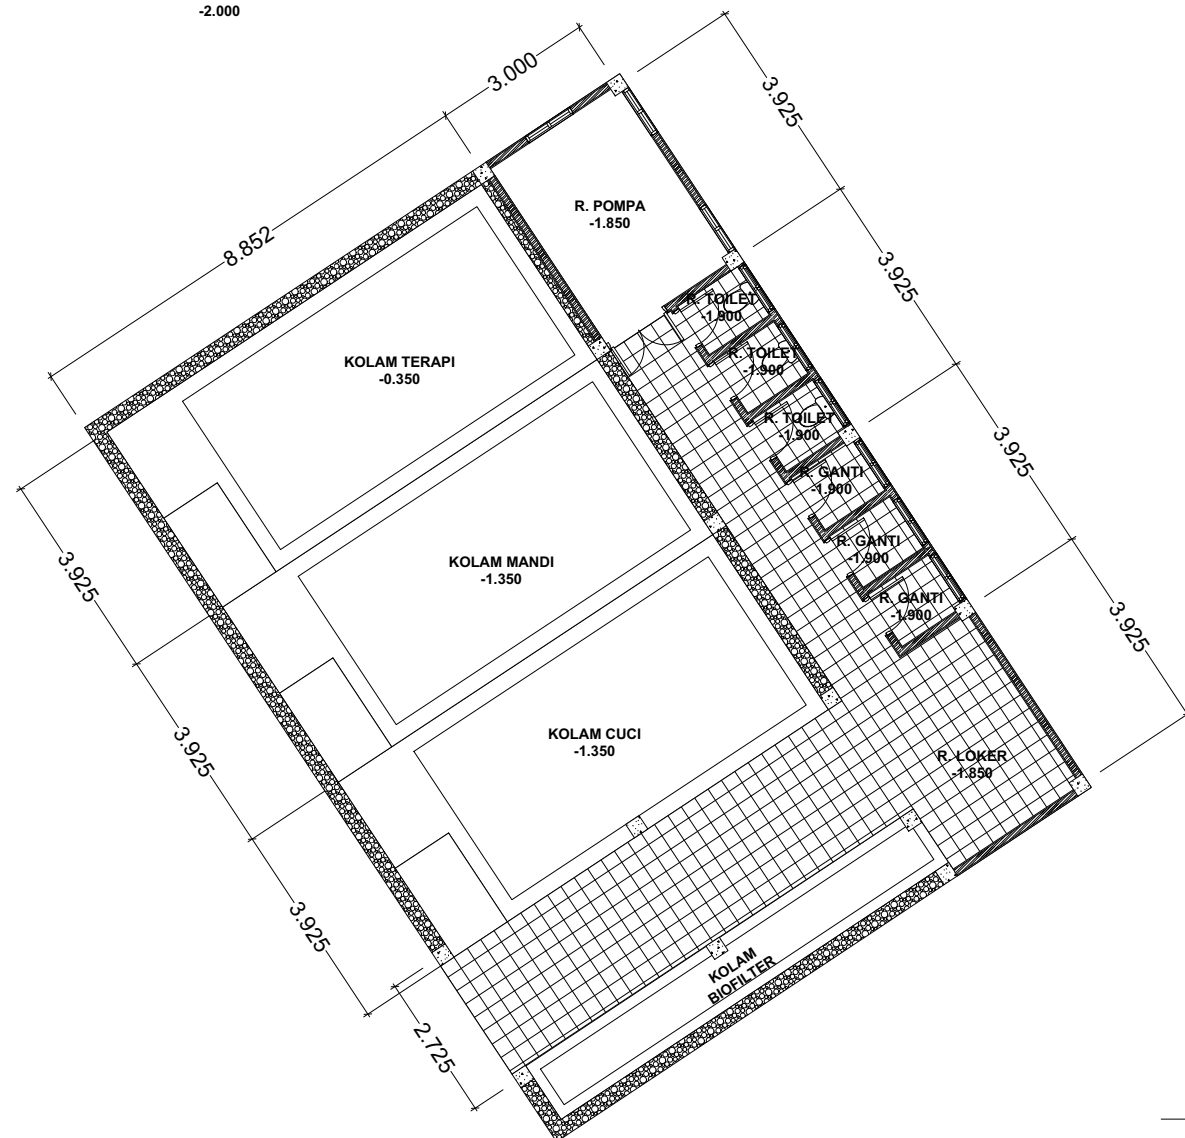 -2.000
3.000
3.925
8.852
R. POMPA
-1.850
3.925
R. TOILET
-1.900
R. TOILET
-1.900
KOLAM TERAPI
-0.350
R. TOILET
-1.900
3.925
R. GANTI
-1.900
KOLAM MANDI
-1.350
R. GANTI
-1.900
3.925
R. GANTI
-1.900
3.925
KOLAM CUCI
-1.350
3.925
R. LOKER
-1.850
3.925
KOLAM
BIOFILTER
2.725